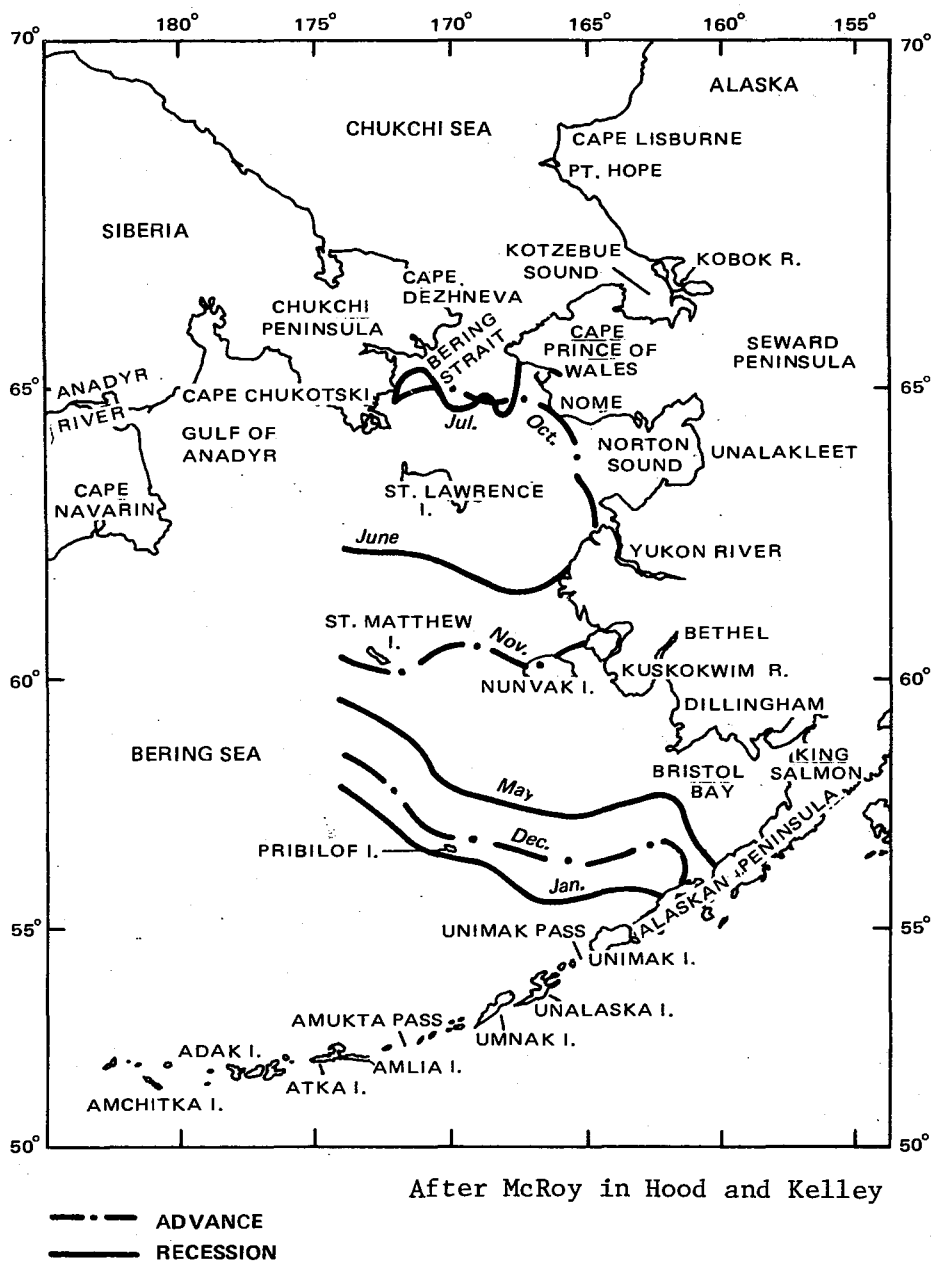 180°
175°
170°
165°
160°
155°
70°
70°
ALASKA
CHUKCHI SEA
CAPE LISBURNE
PT. HOPE
SIBERIA
KOTZEBUE
SOUND
KOBOK R.
CAPE.
DEZHNEVA
CHUKCHI
PENINSULA
BERING
STRAIT
CAPE
PRINCE OF
WALES
SEWARD
PENINSULA
65°
65°
ANADYR
RIVER
CAPE CHUKOTSKI
NOME
Jul.
Oct.
GULF OF
ANADYR
NORTON
SOUND
UNALAKLEET
CAPE
NAVARIN
ST. LAWRENCE
I.
June
YUKON RIVER
ST. MATTHEW
I.
Nov.
BETHEL
60°
60°
NUNVAK I.
KUSKOKWIM R.
DILLINGHAM
BERING SEA
BRISTOL
BAY
KING
SALMON
May
PRIBILOF I.
Dec.
Jan.
ALASKAN PENINSULA
55°
55°
UNIMAK PASS
UNIMAK I.
UNALASKA I.
AMUKTA PASS
UMNAK I.
ADAK I.
AMLIA I.
ATKA I.
AMCHITKA I.
50°
50°
After McRoy in Hood and Kelley
ADVANCE
RECESSION